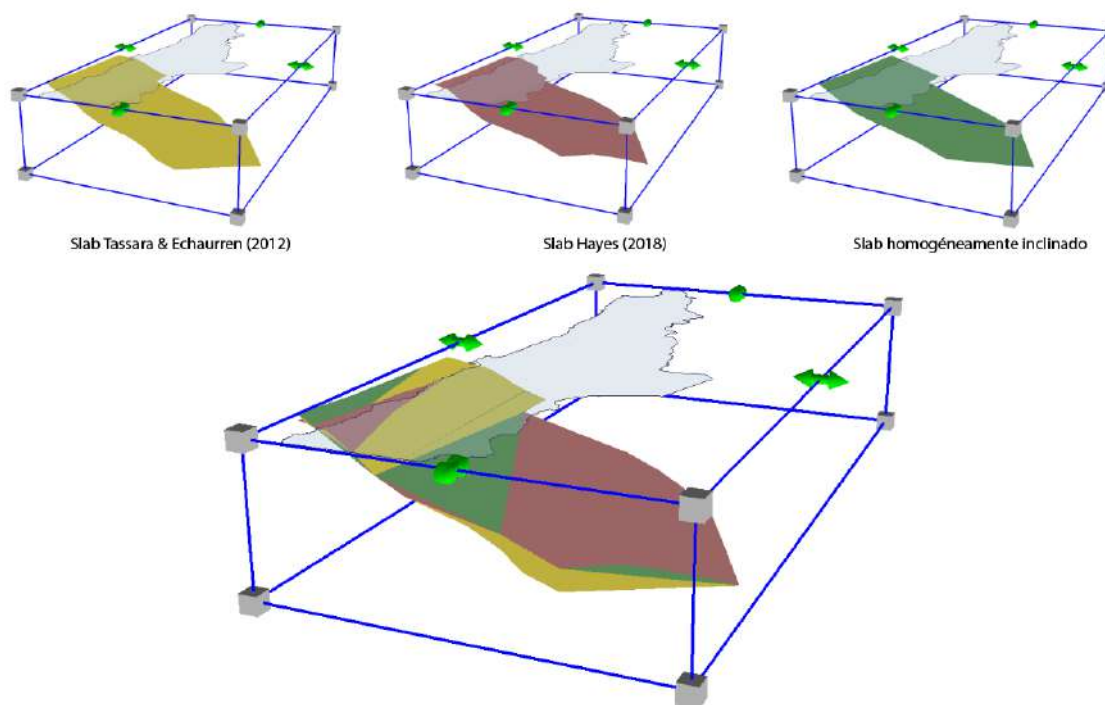 Slab Tassara & Echaurren (2012)
Slab Hayes (2018)
Slab homogéneamente inclinado